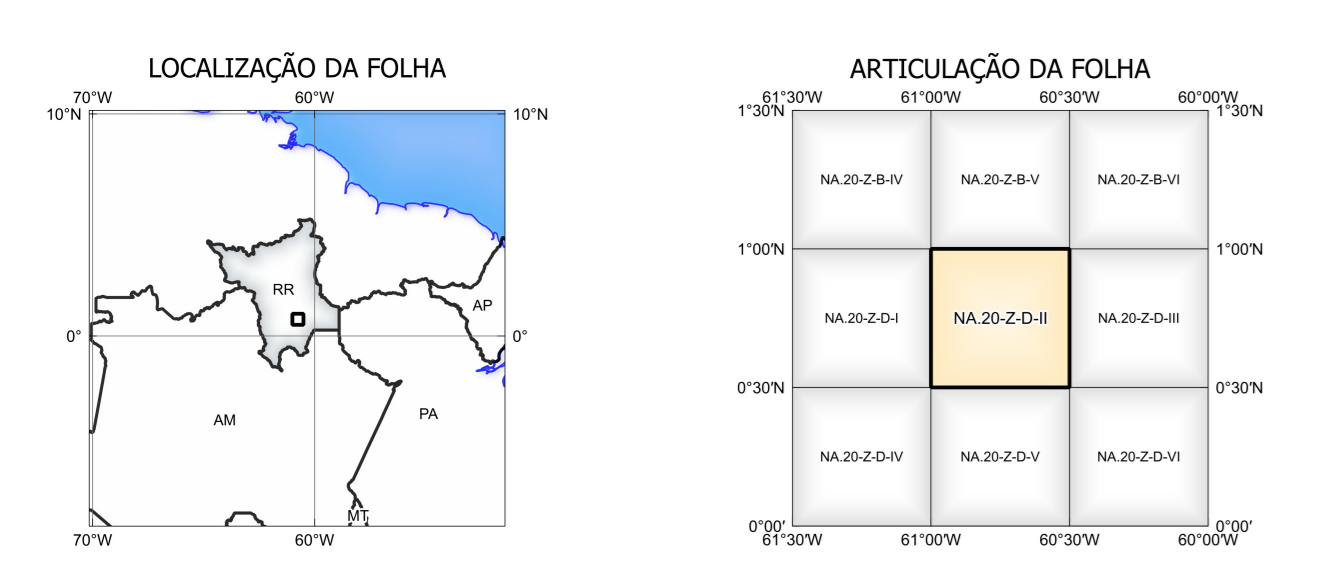 LOCALIZAÇÃO DA FOLHA
70°W 60°W
10°N 10°N
RR
AP
0° 0°
AM
PA
MT
70°W 60°W
ARTICULAÇÃO DA FOLHA
61°30'W 61°00'W 60°30'W 60°00'W
1°30'N 1°30'N
NA.20-Z-B-IV NA.20-Z-B-V NA.20-Z-B-VI
1°00'N 1°00'N
NA.20-Z-D-I NA.20-Z-D-II NA.20-Z-D-III
0°30'N 0°30'N
NA.20-Z-D-IV NA.20-Z-D-V NA.20-Z-D-VI
0°00' 0°00'
61°30'W 61°00'W 60°30'W 60°00'W